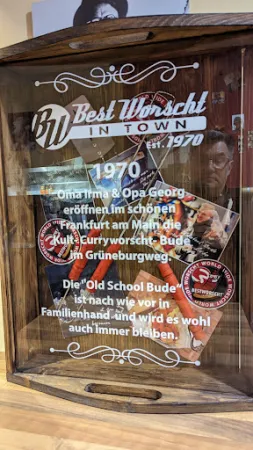 BW Best Worscht
IN TOWN
Est. 1970
1970
Oma Irma & Opa Georg
eröffnen im schönen
Frankfurt am Main die
Kult- Curryworscht- Bude
im Grüneburgweg.
Die "Old School Bude"
ist nach wie vor in
Familienhand und wird es wohl
auch immer bleiben.